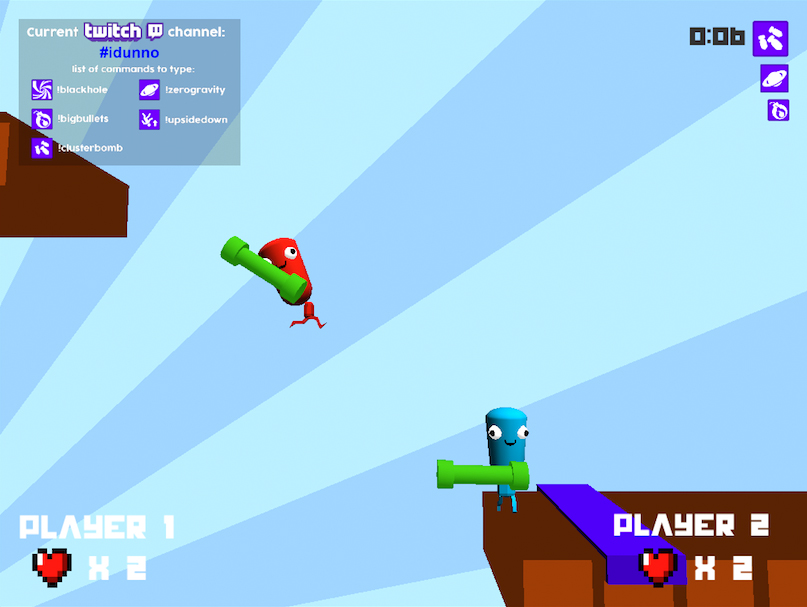 Current twitch channel:
#idunno
list of commands to type:
!blackhole !zerogravity
!bigbullets !upsidedown
!clusterbomb
0:06
PLAYER 1
X 2
PLAYER 2
X 2